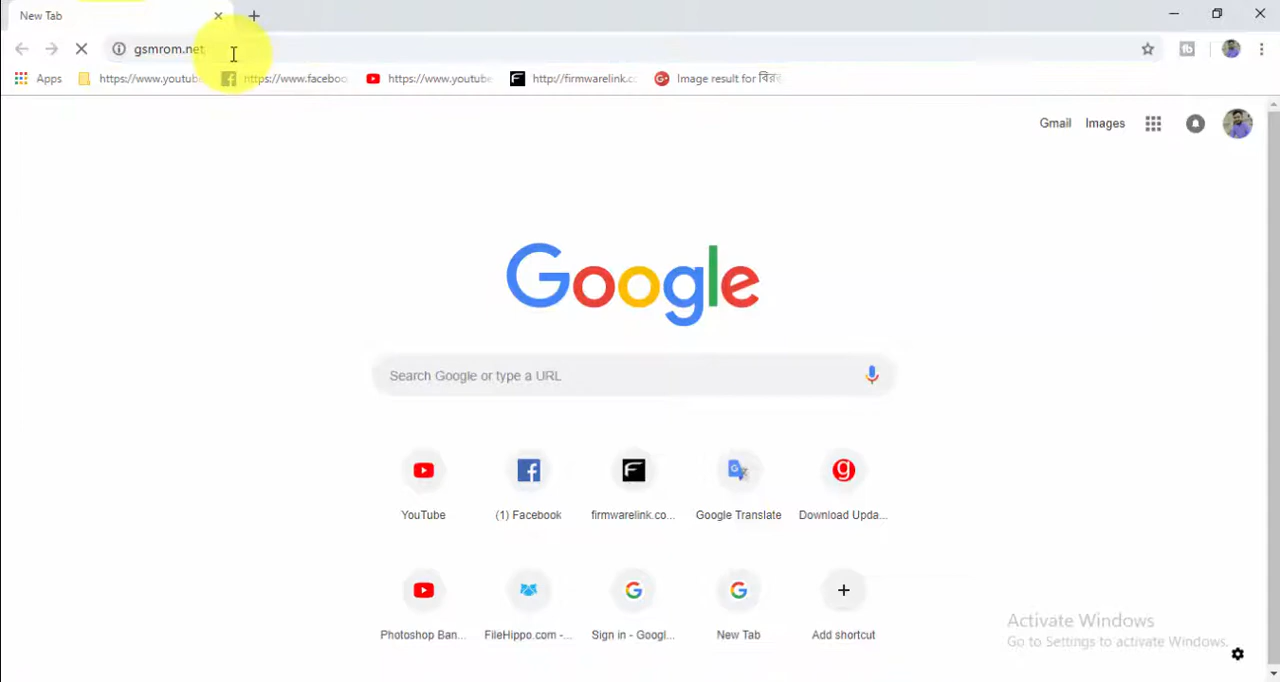 New Tab
gsmrom.net
Apps https://www.youtub https://www.faceboo https://www.youtube http://firmwarelink.c Image result for বির
Gmail Images
Google
Search Google or type a URL
YouTube (1) Facebook firmwarelink.co... Google Translate Download Upda...
Photoshop Ban... FileHippo.com -... Sign in - Googl... New Tab Add shortcut
Activate Windows
Go to Settings to activate Windows.